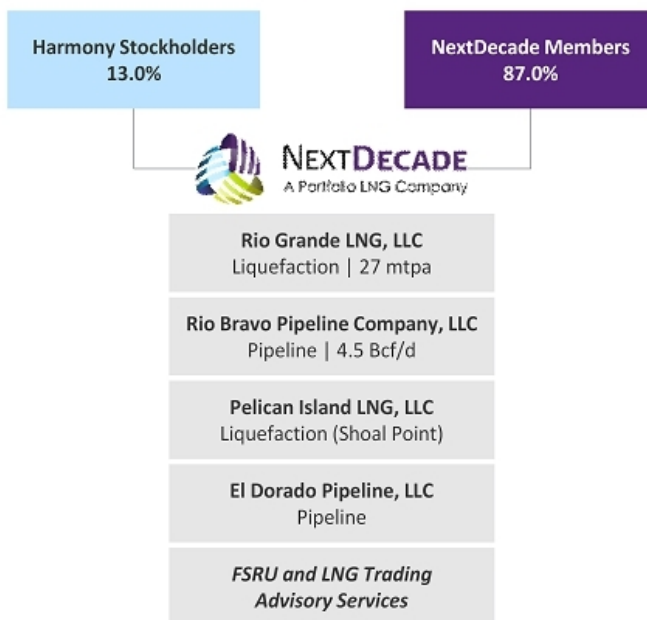 Harmony Stockholders
13.0%
NextDecade Members
87.0%
NEXTDECADE
A Portfolio LNG Company
Rio Grande LNG, LLC
Liquefaction | 27 mtpa
Rio Bravo Pipeline Company, LLC
Pipeline | 4.5 Bcf/d
Pelican Island LNG, LLC
Liquefaction (Shoal Point)
El Dorado Pipeline, LLC
Pipeline
FSRU and LNG Trading
Advisory Services